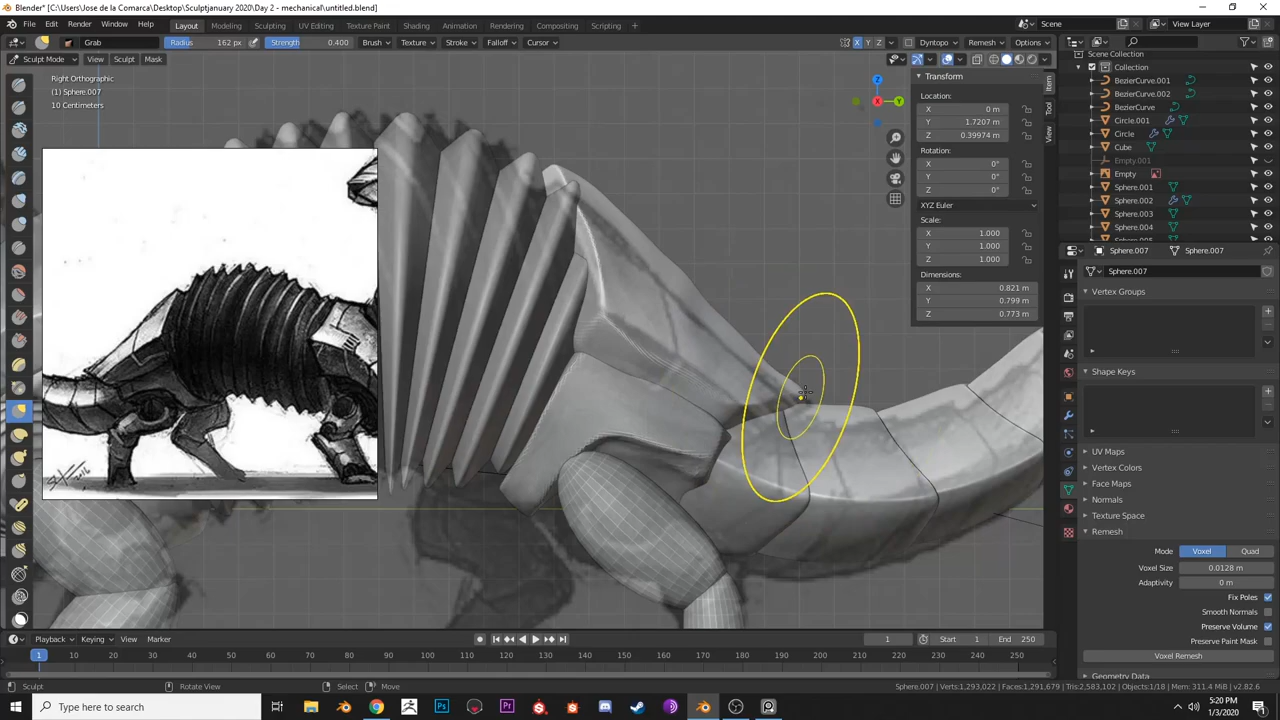 Blender* [C:\Users\Jose de la Comarca\Desktop\Sculptjanuary 2020\Day 2 - mechanical\untitled.blend]
File Edit Render Window Help Layout Modeling Sculpting UV Editing Texture Paint Shading Animation Rendering Compositing Scripting + Scene View Layer
Grab Radius 162 px Strength 0.400 Brush Texture Stroke Falloff Cursor X Y Z Dyntopo Remesh Options
Sculpt Mode View Sculpt Mask
Right Orthographic
(1) Sphere.007
10 Centimeters
Z
X
Y
Transform
Location:
X 0 m
Y 1.7207 m
Z 0.39974 m
Rotation:
X 0°
Y 0°
Z 0°
XYZ Euler
Scale:
X 1.000
Y 1.000
Z 1.000
Dimensions:
X 0.821 m
Y 0.799 m
Z 0.773 m
Item
Tool
View
Scene Collection
Collection
BezierCurve.001
BezierCurve.002
BezierCurve
Circle.001
Circle
Cube
Empty.001
Empty
Sphere.001
Sphere.002
Sphere.003
Sphere.004
Sphere.005
Sphere.007 Sphere.007
Sphere.007
Vertex Groups
Shape Keys
UV Maps
Vertex Colors
Face Maps
Normals
Texture Space
Remesh
Mode Voxel Quad
Voxel Size 0.0128 m
Adaptivity 0 m
Fix Poles
Smooth Normals
Preserve Volume
Preserve Paint Mask
Voxel Remesh
Geometry Data
Playback Keying View Marker 1 Start 1 End 250
1 10 20 30 40 50 60 70 80 90 100 110 120 130 140 150 160 170 180 190 200 210 220 230 240 250
Sculpt Rotate View Select Move Sphere.007 | Verts:1,293,022 | Faces:1,291,679 | Tris:2,583,102 | Objects:1/18 | Mem: 311.4 MiB | v2.82.6
Type here to search
5:20 PM
1/3/2020